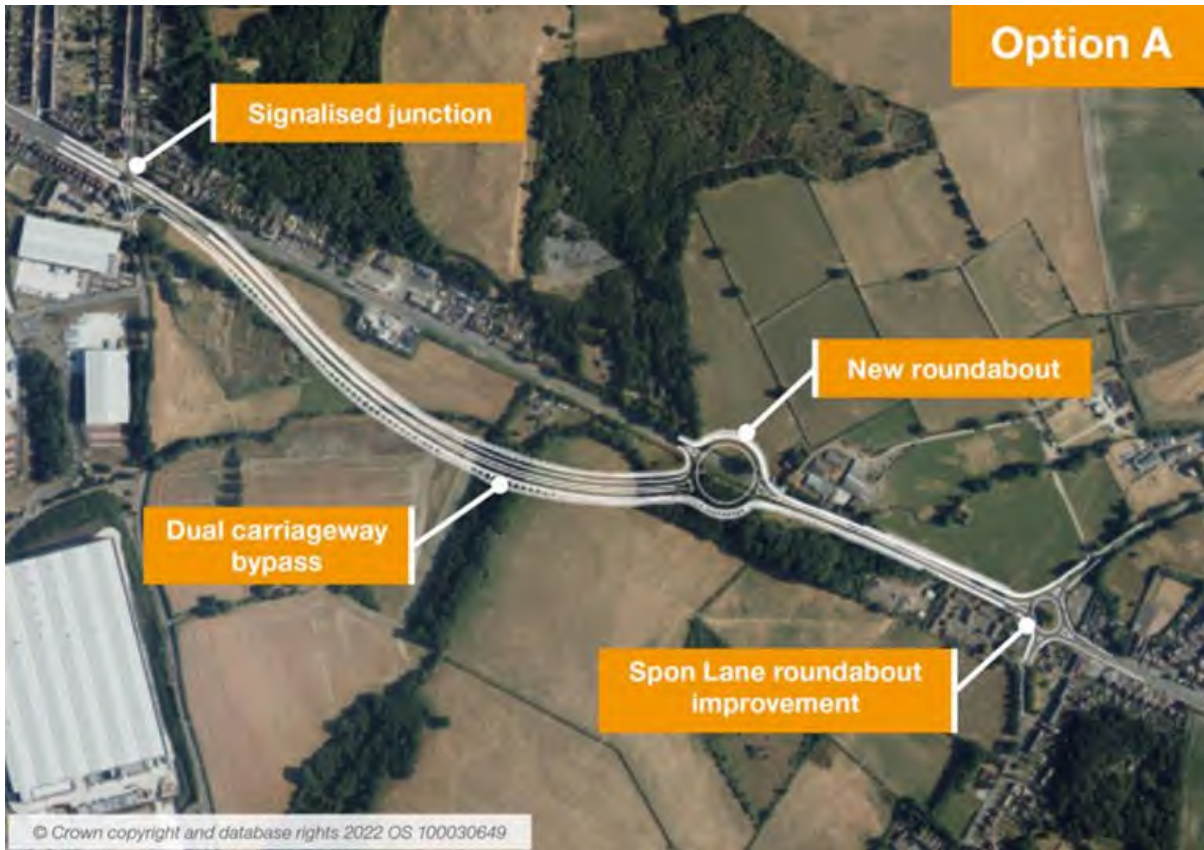 Option A
Signalised junction
New roundabout
Dual carriageway
bypass
Spon Lane roundabout
improvement
© Crown copyright and database rights 2022 OS 100030649